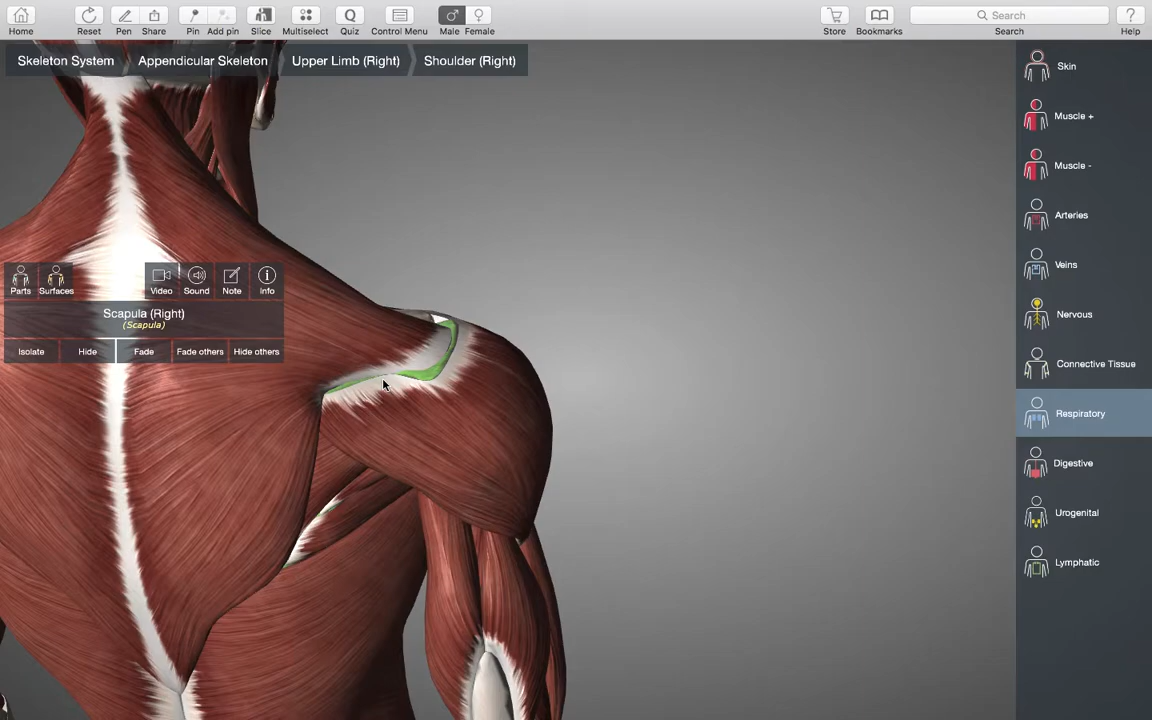 Home
Reset
Pen
Share
Pin
Add pin
Slice
Multiselect
Q
Quiz
Control Menu
Male
Female
Store
Bookmarks
Search
Search
?
Help
Skeleton System
Appendicular Skeleton
Upper Limb (Right)
Shoulder (Right)
Skin
Muscle +
Muscle -
Arteries
Veins
Nervous
Connective Tissue
Respiratory
Digestive
Urogenital
Lymphatic
Parts
Surfaces
Video
Sound
Note
Info
Scapula (Right)
(Scapula)
Isolate
Hide
Fade
Fade others
Hide others